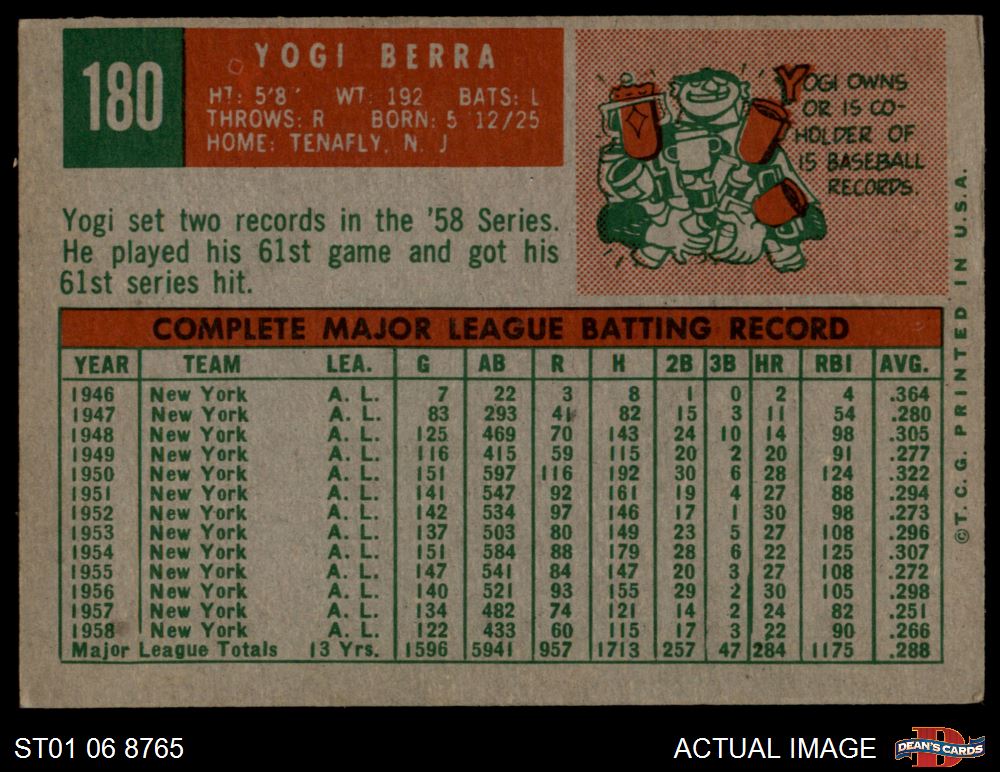 180
YOGI BERRA
HT: 5'8" WT: 192 BATS: L
THROWS: R BORN: 5 12/25
HOME: TENAFLY, N. J
YOGI OWNS
OR IS CO-
HOLDER OF
15 BASEBALL
RECORDS.
Yogi set two records in the '58 Series.
He played his 61st game and got his
61st series hit.
COMPLETE MAJOR LEAGUE BATTING RECORD
YEAR TEAM LEA. G AB R H 2B 3B HR RBI AVG.
1946 New York A. L. 7 22 3 8 1 0 2 4 .364
1947 New York A. L. 83 293 41 82 15 3 11 54 .280
1948 New York A. L. 125 469 70 143 24 10 14 98 .305
1949 New York A. L. 116 415 59 115 20 2 20 91 .277
1950 New York A. L. 151 597 116 192 30 6 28 124 .322
1951 New York A. L. 141 547 92 161 19 4 27 88 .294
1952 New York A. L. 142 534 97 146 17 1 30 98 .273
1953 New York A. L. 137 503 80 149 23 5 27 108 .296
1954 New York A. L. 151 584 88 179 28 6 22 125 .307
1955 New York A. L. 147 541 84 147 20 3 27 108 .272
1956 New York A. L. 140 521 93 155 29 2 30 105 .298
1957 New York A. L. 134 482 74 121 14 2 24 82 .251
1958 New York A. L. 122 433 60 115 17 3 22 90 .266
Major League Totals 13 Yrs. 1596 5941 957 1713 257 47 284 1175 .288
©T. C. G. PRINTED IN U.S.A.
ST01 06 8765
ACTUAL IMAGE
D
DEAN'S CARDS